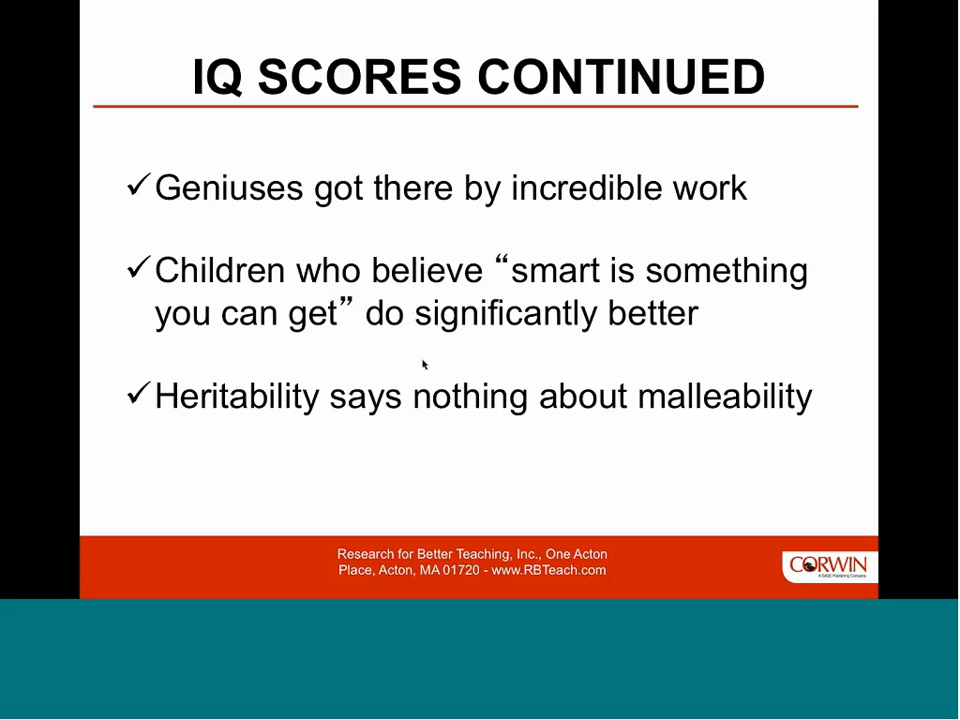 IQ SCORES CONTINUED
✓Geniuses got there by incredible work
✓Children who believe “smart is something
you can get” do significantly better
✓Heritability says nothing about malleability
Research for Better Teaching, Inc., One Acton
Place, Acton, MA 01720 - www.RBTeach.com
CORWIN
A SAGE Publishing Company